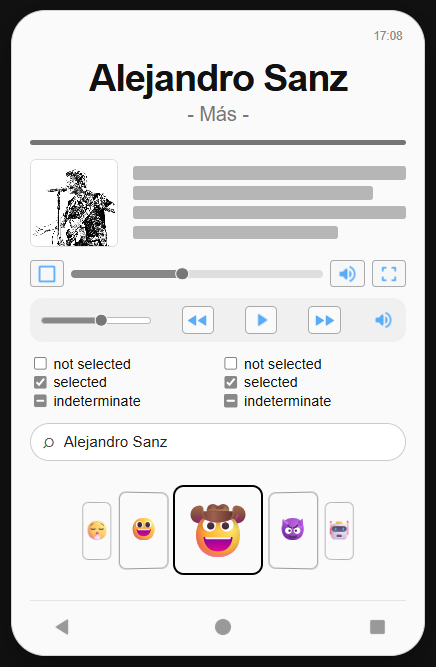 17:08
Alejandro Sanz
- Más -
not selected
not selected
selected
selected
indeterminate
indeterminate
Alejandro Sanz